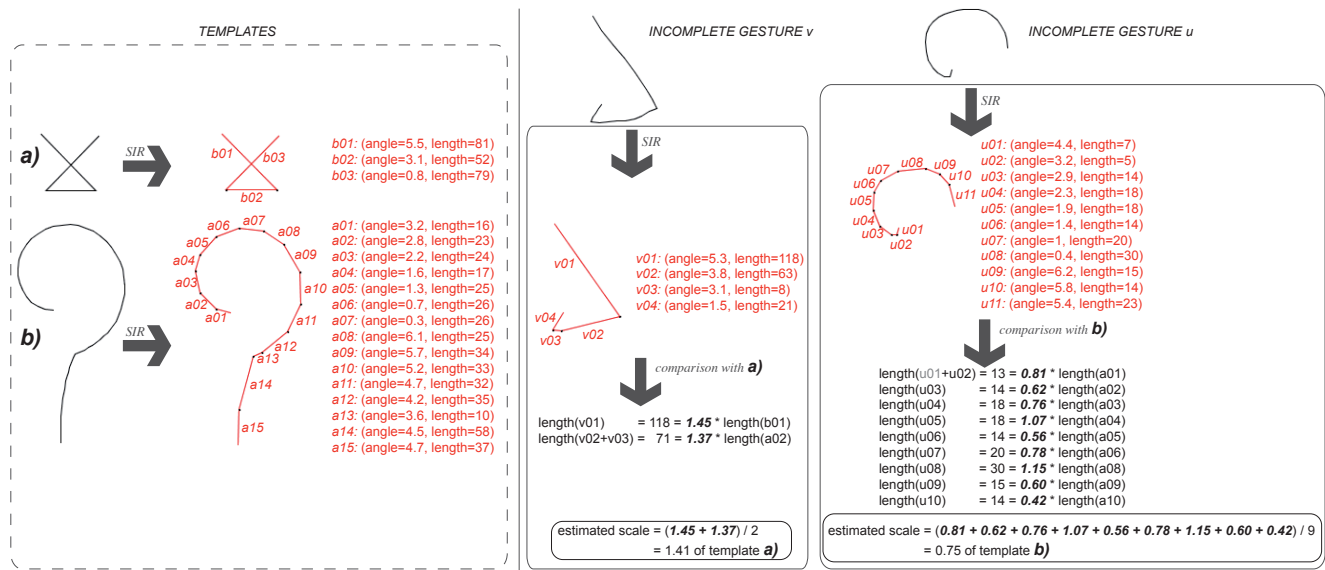 TEMPLATES
a)
SIR
b01
b03
b02
b01: (angle=5.5, length=81)
b02: (angle=3.1, length=52)
b03: (angle=0.8, length=79)
b)
SIR
a07
a06
a08
a05
a04
a09
a03
a10
a02
a01
a11
a12
a13
a14
a15
a01: (angle=3.2, length=16)
a02: (angle=2.8, length=23)
a03: (angle=2.2, length=24)
a04: (angle=1.6, length=17)
a05: (angle=1.3, length=25)
a06: (angle=0.7, length=26)
a07: (angle=0.3, length=26)
a08: (angle=6.1, length=25)
a09: (angle=5.7, length=34)
a10: (angle=5.2, length=33)
a11: (angle=4.7, length=32)
a12: (angle=4.2, length=35)
a13: (angle=3.6, length=10)
a14: (angle=4.5, length=58)
a15: (angle=4.7, length=37)
INCOMPLETE GESTURE v
SIR
v01
v04
v03
v02
v01: (angle=5.3, length=118)
v02: (angle=3.8, length=63)
v03: (angle=3.1, length=8)
v04: (angle=1.5, length=21)
comparison with a)
length(v01) = 118 = 1.45 * length(b01)
length(v02+v03) = 71 = 1.37 * length(a02)
estimated scale = (1.45 + 1.37) / 2
= 1.41 of template a)
INCOMPLETE GESTURE u
SIR
u08
u07
u09
u06
u10
u05
u11
u04
u03
u01
u02
u01: (angle=4.4, length=7)
u02: (angle=3.2, length=5)
u03: (angle=2.9, length=14)
u04: (angle=2.3, length=18)
u05: (angle=1.9, length=18)
u06: (angle=1.4, length=14)
u07: (angle=1, length=20)
u08: (angle=0.4, length=30)
u09: (angle=6.2, length=15)
u10: (angle=5.8, length=14)
u11: (angle=5.4, length=23)
comparison with b)
length(u01+u02) = 13 = 0.81 * length(a01)
length(u03) = 14 = 0.62 * length(a02)
length(u04) = 18 = 0.76 * length(a03)
length(u05) = 18 = 1.07 * length(a04)
length(u06) = 14 = 0.56 * length(a05)
length(u07) = 20 = 0.78 * length(a06)
length(u08) = 30 = 1.15 * length(a08)
length(u09) = 15 = 0.60 * length(a09)
length(u10) = 14 = 0.42 * length(a10)
estimated scale = (0.81 + 0.62 + 0.76 + 1.07 + 0.56 + 0.78 + 1.15 + 0.60 + 0.42) / 9
= 0.75 of template b)